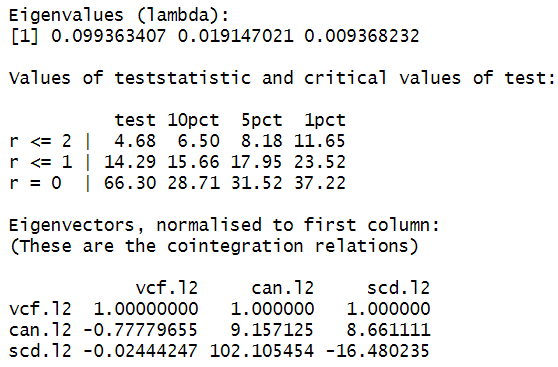 Eigenvalues (lambda):
[1] 0.099363407 0.019147021 0.009368232
Values of teststatistic and critical values of test:
test 10pct 5pct 1pct
r <= 2 | 4.68 6.50 8.18 11.65
r <= 1 | 14.29 15.66 17.95 23.52
r = 0 | 66.30 28.71 31.52 37.22
Eigenvectors, normalised to first column:
(These are the cointegration relations)
vcf.l2 can.l2 scd.l2
vcf.l2 1.00000000 1.000000 1.000000
can.l2 -0.77779655 9.157125 8.661111
scd.l2 -0.02444247 102.105454 -16.480235